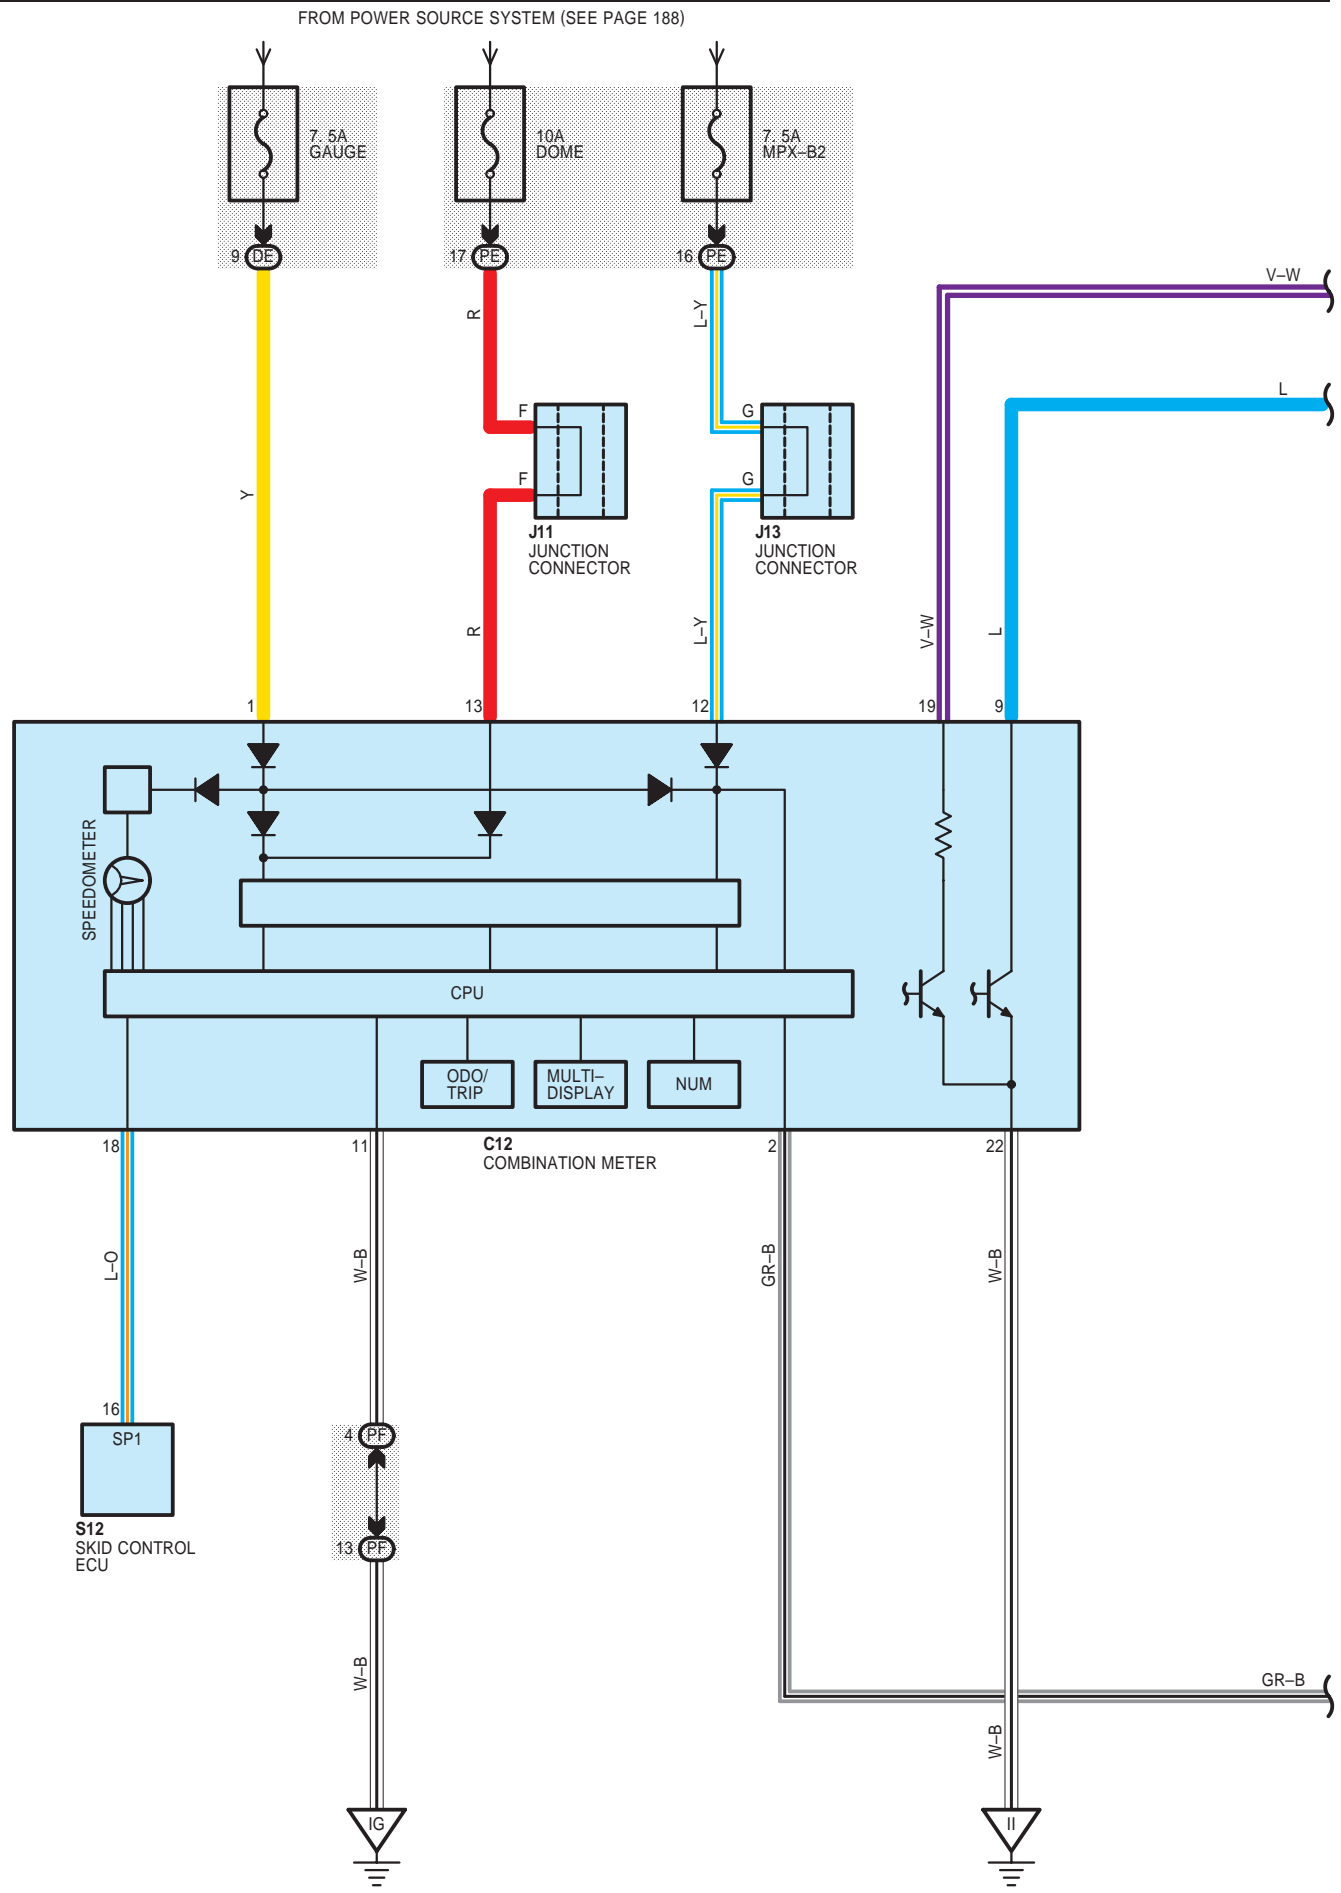 FROM POWER SOURCE SYSTEM (SEE PAGE 188)
7. 5A
GAUGE
10A
DOME
7. 5A
MPX–B2
9 DE
17 PE
16 PE
V–W
R
L–Y
L
F
G
Y
F
G
J11
JUNCTION
CONNECTOR
J13
JUNCTION
CONNECTOR
R
L–Y
V–W
L
1
13
12
19
9
SPEEDOMETER
CPU
ODO/
TRIP
MULTI–
DISPLAY
NUM
18
11
C12
COMBINATION METER
2
22
L–O
W–B
GR–B
W–B
16
SP1
4 PF
S12
SKID CONTROL
ECU
13 PF
W–B
GR–B
W–B
IG
II